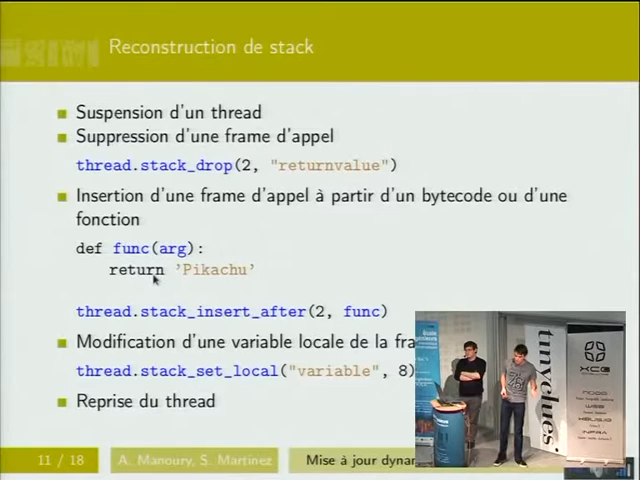 Reconstruction de stack
Suspension d'un thread
Suppression d'une frame d'appel
thread.stack_drop(2, "returnvalue")
Insertion d'une frame d'appel à partir d'un bytecode ou d'une
fonction
def func(arg):
return 'Pikachu'
thread.stack_insert_after(2, func)
Modification d'une variable locale de la fra
thread.stack_set_local("variable", 8)
Reprise du thread
11 / 18
A. Manoury, S. Martinez
Mise à jour dynam
tinyclues.
XCG